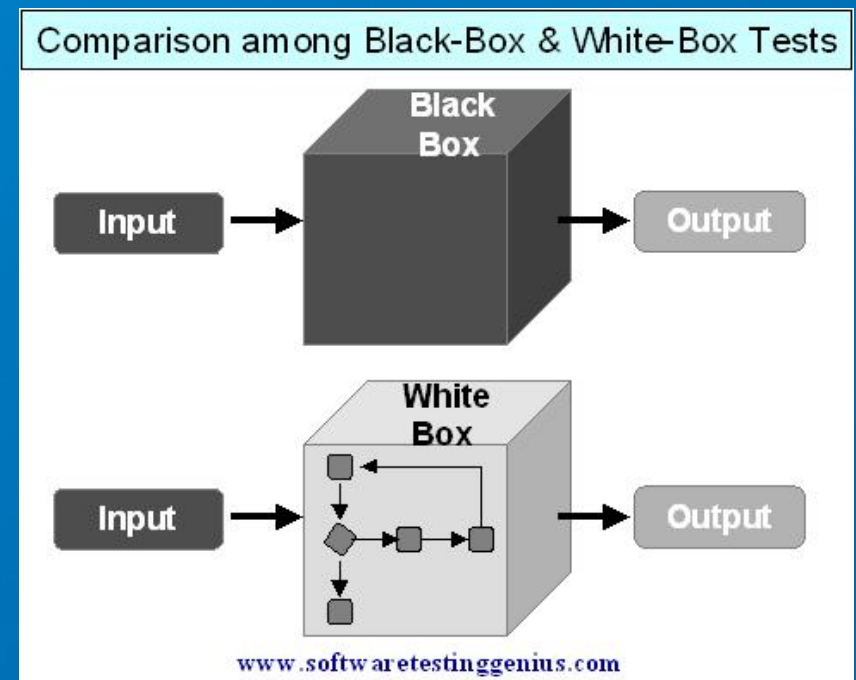 Comparison among Black-Box & White-Box Tests
Black
Box
Input
Output
White
Box
Input
Output
www.softwaretestinggenius.com